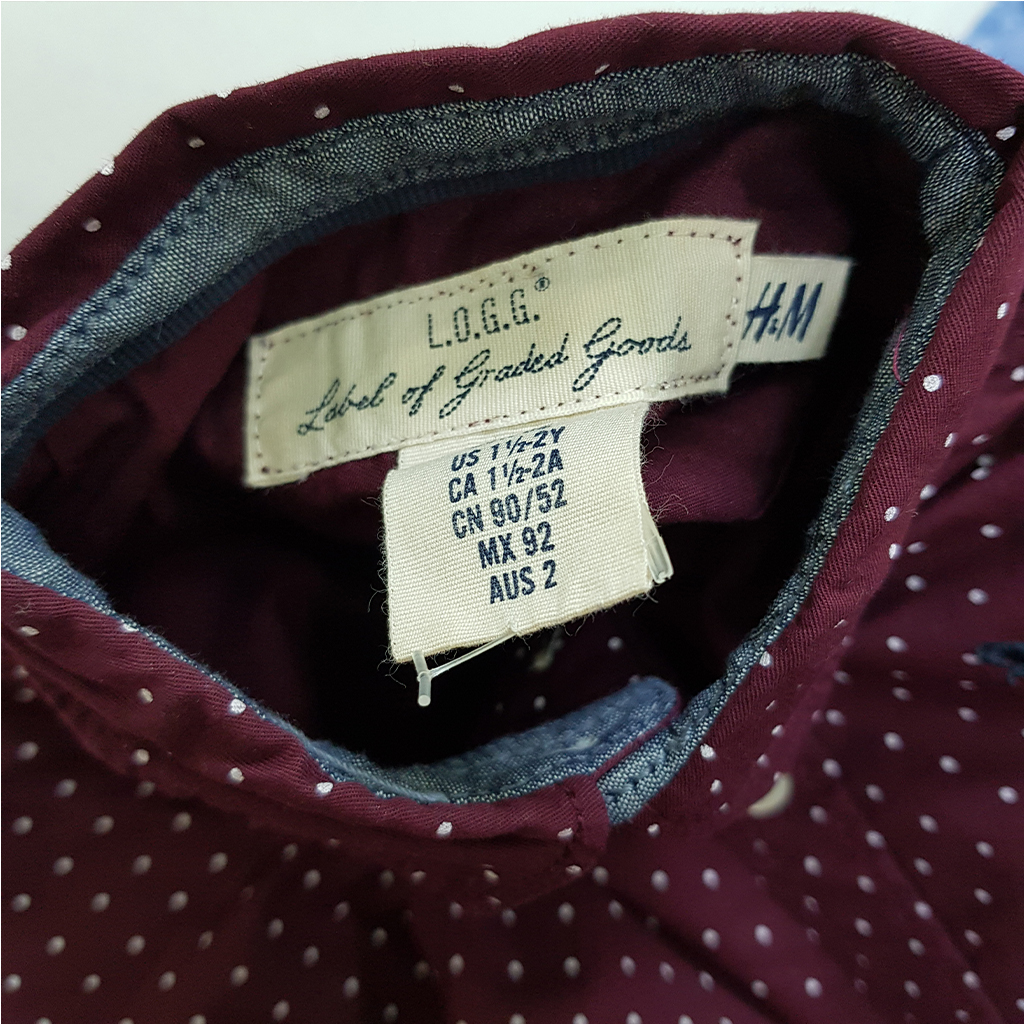 L.O.G.G.®
Label of Graded Goods
H&M
US 1½-2Y
CA 1½-2A
CN 90/52
MX 92
AUS 2